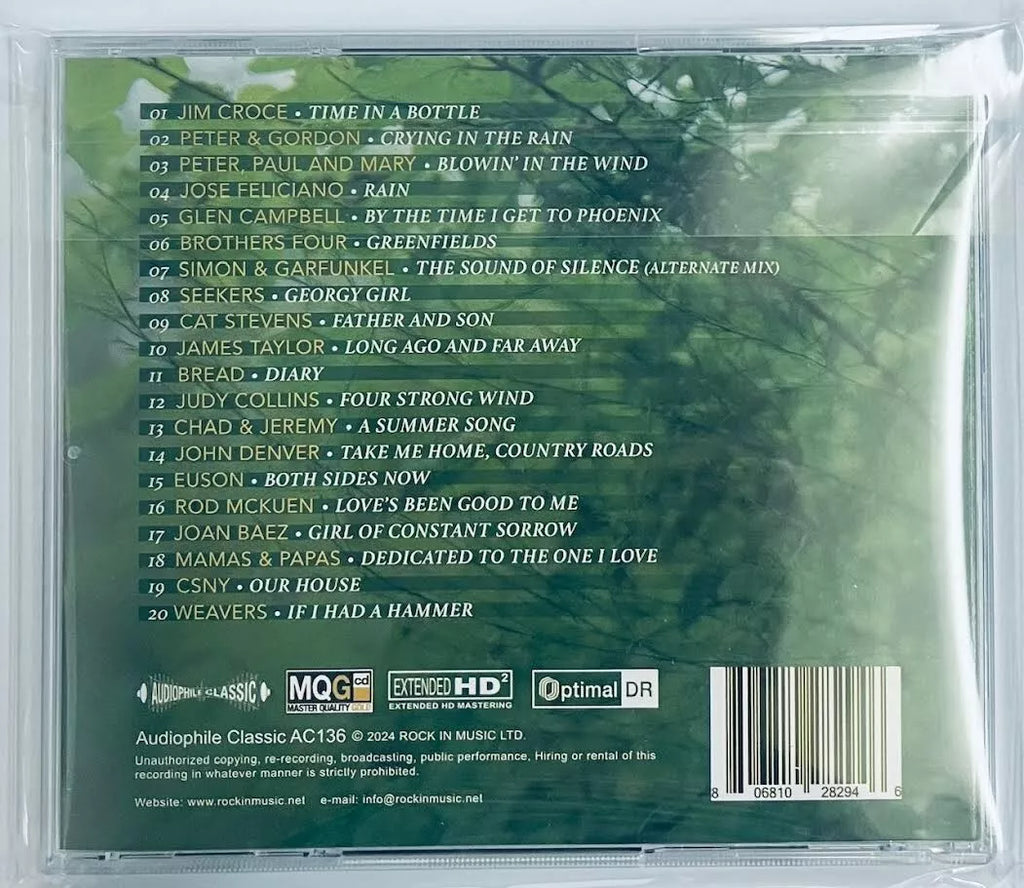 01 JIM CROCE • TIME IN A BOTTLE
02 PETER & GORDON • CRYING IN THE RAIN
03 PETER, PAUL AND MARY • BLOWIN' IN THE WIND
04 JOSE FELICIANO • RAIN
05 GLEN CAMPBELL • BY THE TIME I GET TO PHOENIX
06 BROTHERS FOUR • GREENFIELDS
07 SIMON & GARFUNKEL • THE SOUND OF SILENCE (ALTERNATE MIX)
08 SEEKERS • GEORGY GIRL
09 CAT STEVENS • FATHER AND SON
10 JAMES TAYLOR • LONG AGO AND FAR AWAY
11 BREAD • DIARY
12 JUDY COLLINS • FOUR STRONG WIND
13 CHAD & JEREMY • A SUMMER SONG
14 JOHN DENVER • TAKE ME HOME, COUNTRY ROADS
15 EUSON • BOTH SIDES NOW
16 ROD MCKUEN • LOVE'S BEEN GOOD TO ME
17 JOAN BAEZ • GIRL OF CONSTANT SORROW
18 MAMAS & PAPAS • DEDICATED TO THE ONE I LOVE
19 CSNY • OUR HOUSE
20 WEAVERS • IF I HAD A HAMMER
AUDIOPHILE CLASSIC
MQG cd
MASTER QUALITY GOLD
EXTENDED HD²
EXTENDED HD MASTERING
Optimal DR
Audiophile Classic AC136 © 2024 ROCK IN MUSIC LTD.
Unauthorized copying, re-recording, broadcasting, public performance, Hiring or rental of this
recording in whatever manner is strictly prohibited.
Website: www.rockinmusic.net e-mail: info@rockinmusic.net
8 06810 28294 6